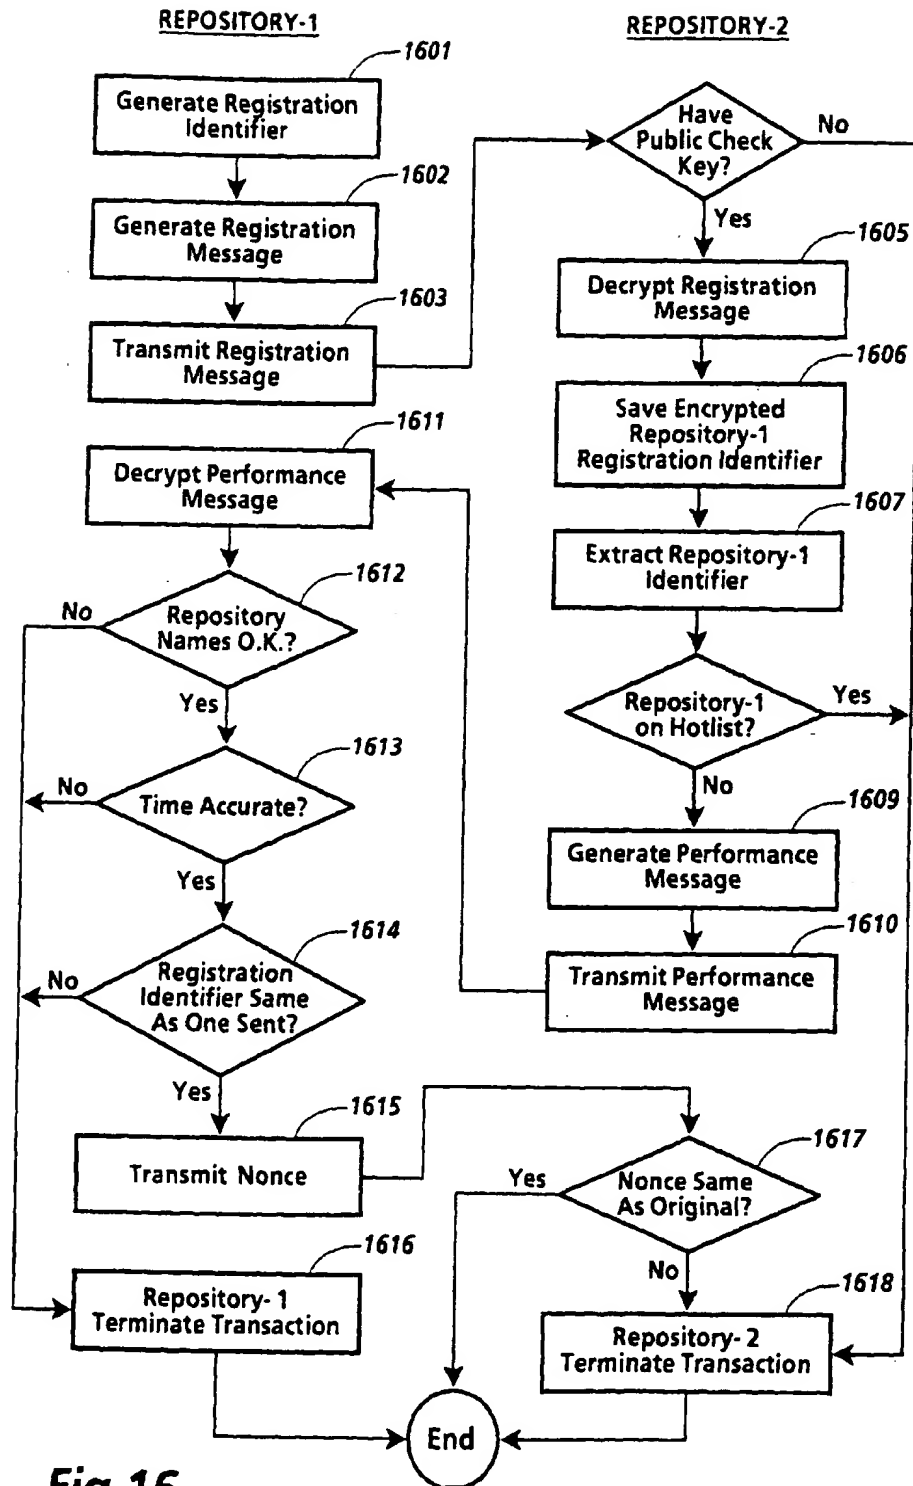 REPOSITORY-1
1601
Generate Registration
Identifier
1602
Generate Registration
Message
1603
Transmit Registration
Message
1611
Decrypt Performance
Message
1612
No
Repository
Names O.K.?
Yes
1613
No
Time Accurate?
Yes
1614
No
Registration
Identifier Same
As One Sent?
Yes
1615
Transmit Nonce
1616
Repository- 1
Terminate Transaction
REPOSITORY-2
Have
Public Check
Key?
No
Yes
1605
Decrypt Registration
Message
1606
Save Encrypted
Repository-1
Registration Identifier
1607
Extract Repository-1
Identifier
Repository-1
on Hotlist?
Yes
No
1609
Generate Performance
Message
1610
Transmit Performance
Message
1617
Yes
Nonce Same
As Original?
No
1618
Repository- 2
Terminate Transaction
End
Fig.16